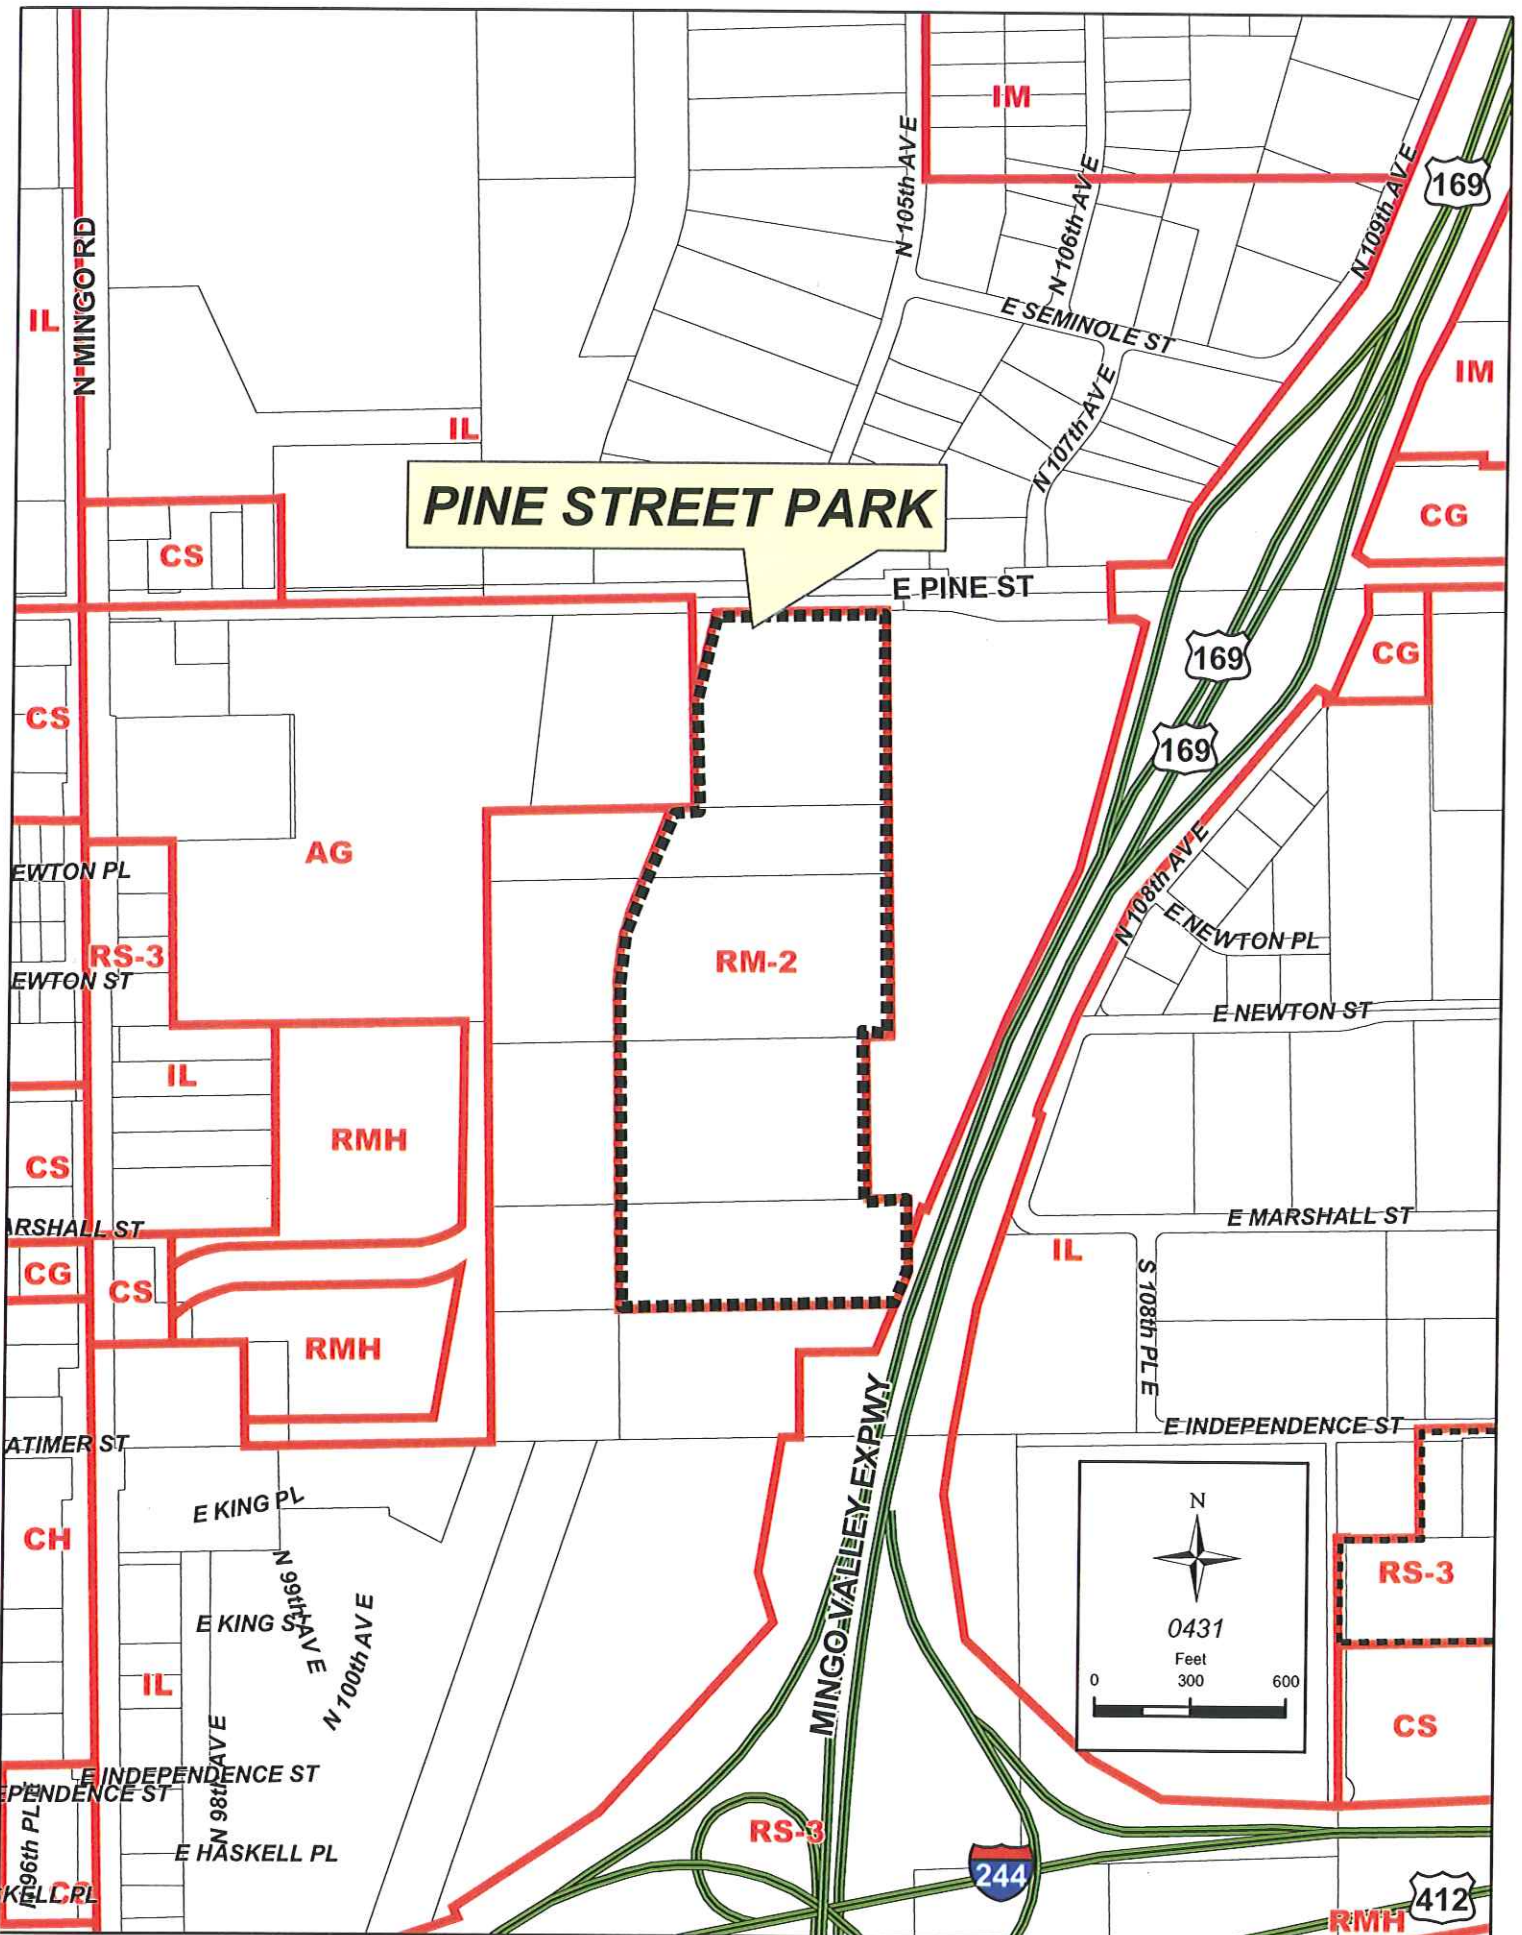 IM
169
N 105th AV E
N 106th AV E
N 109th AV E
N MINGO RD
IL
E SEMINOLE ST
IM
N 107th AV E
IL
PINE STREET PARK
CG
CS
E PINE ST
169
CG
CS
169
AG
EWTON PL
N 108th AV E
E NEWTON PL
RS-3
RM-2
EWTON ST
E NEWTON ST
IL
RMH
CS
E MARSHALL ST
ARSHALL ST
IL
CG
CS
S 108th PL E
RMH
MINGO VALLEY EXPWY
E INDEPENDENCE ST
ATIMER ST
E KING PL
N
CH
RS-3
N 99th AV E
N 100th AV E
E KING ST
0431
Feet
0 300 600
IL
CS
N 98th AV E
E INDEPENDENCE ST
EPENDENCE ST
RS-3
E HASKELL PL
N 96th PL E
244
KELL PL
CS
412
RMH